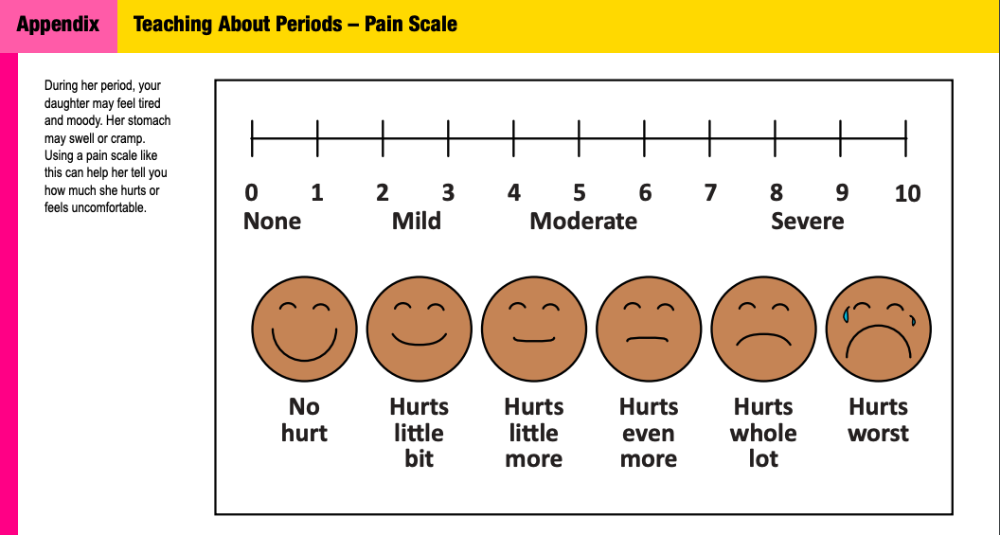 Appendix
Teaching About Periods – Pain Scale
During her period, your
daughter may feel tired
and moody. Her stomach
may swell or cramp.
Using a pain scale like
this can help her tell you
how much she hurts or
feels uncomfortable.
0 1 2 3 4 5 6 7 8 9 10
None Mild Moderate Severe
No
hurt
Hurts
little
bit
Hurts
little
more
Hurts
even
more
Hurts
whole
lot
Hurts
worst